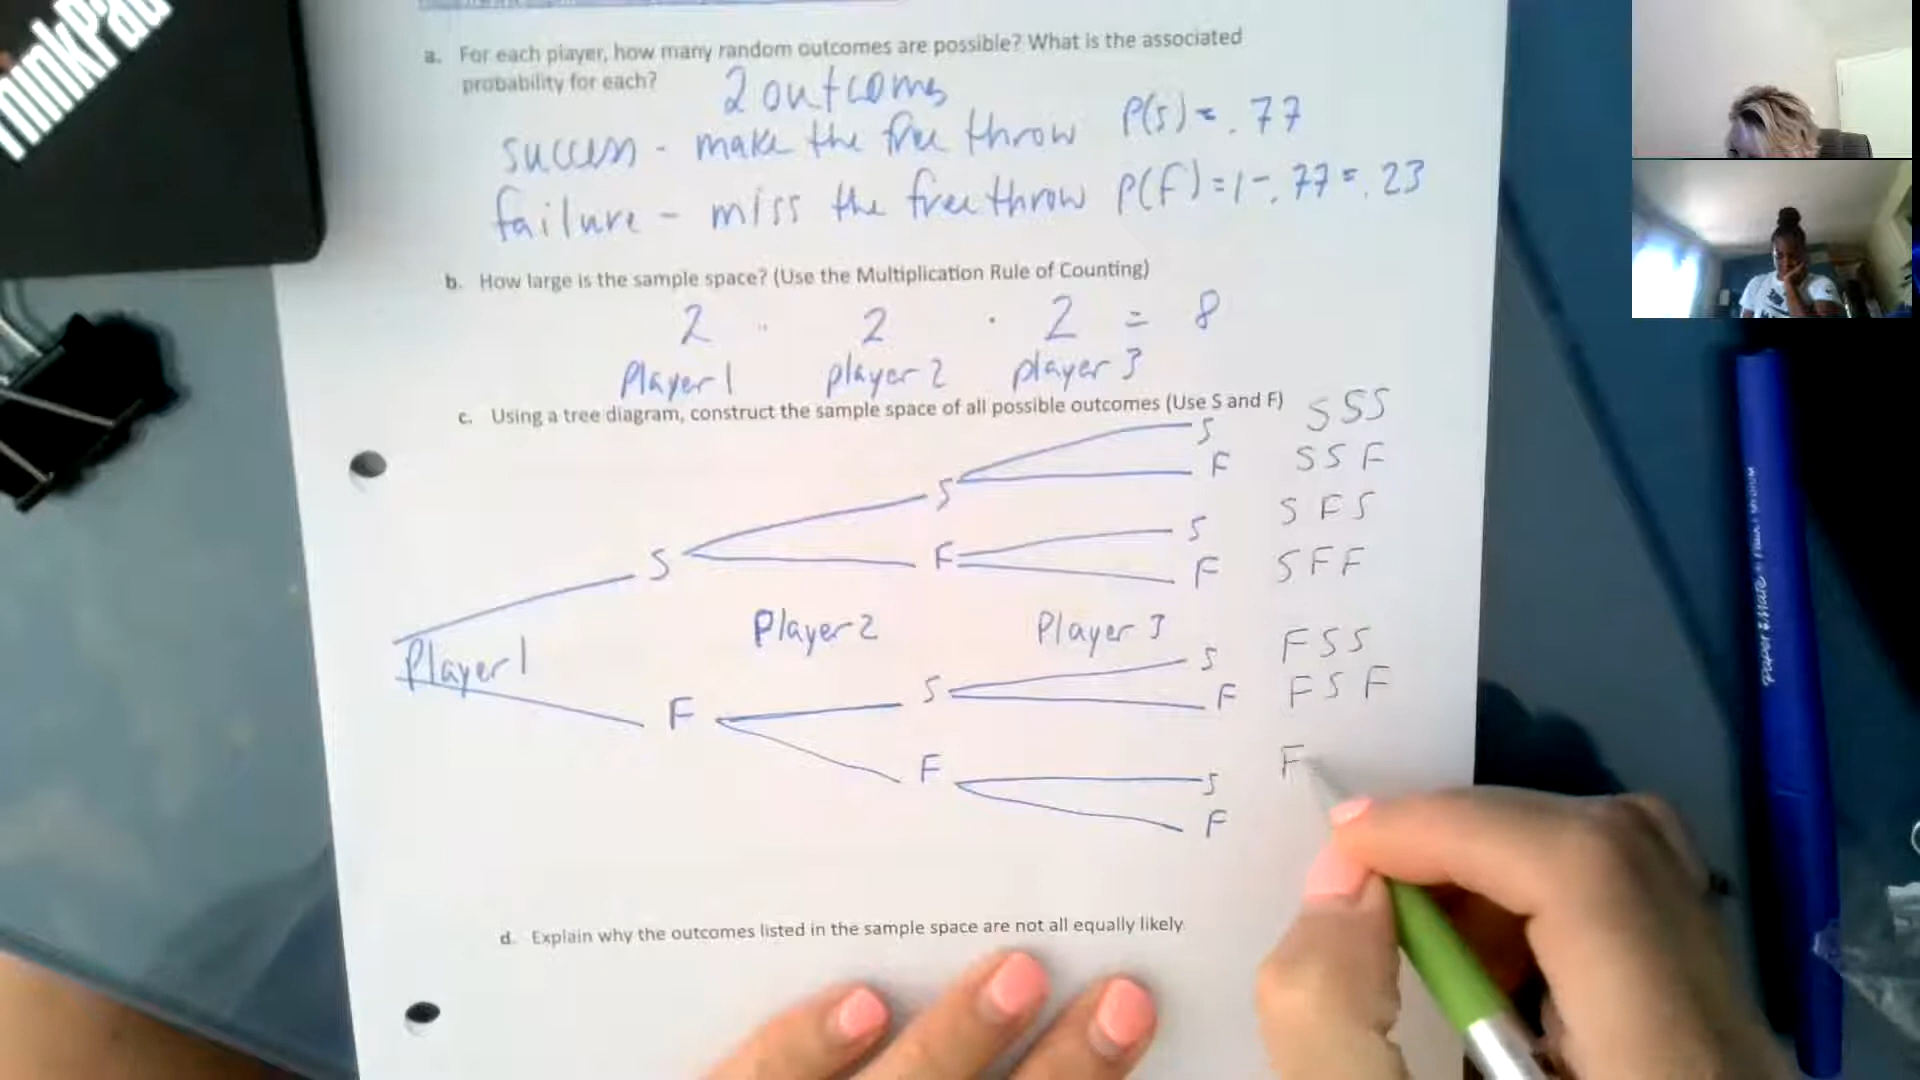 ThinkPad
a. For each player, how many random outcomes are possible? What is the associated
probability for each? 2 outcoms
success - make the free throw P(s) = .77
failure - miss the free throw P(F) = 1 - .77 = .23
b. How large is the sample space? (Use the Multiplication Rule of Counting)
2 · 2 · 2 = 8
Player 1 player 2 player 3
c. Using a tree diagram, construct the sample space of all possible outcomes (Use S and F)
S SSS
F SSF
S
S SFS
S F
F SFF
Player 1 Player 2 Player 3
S FSS
S F FSF
F
F S F
F
d. Explain why the outcomes listed in the sample space are not all equally likely
Paper Mate